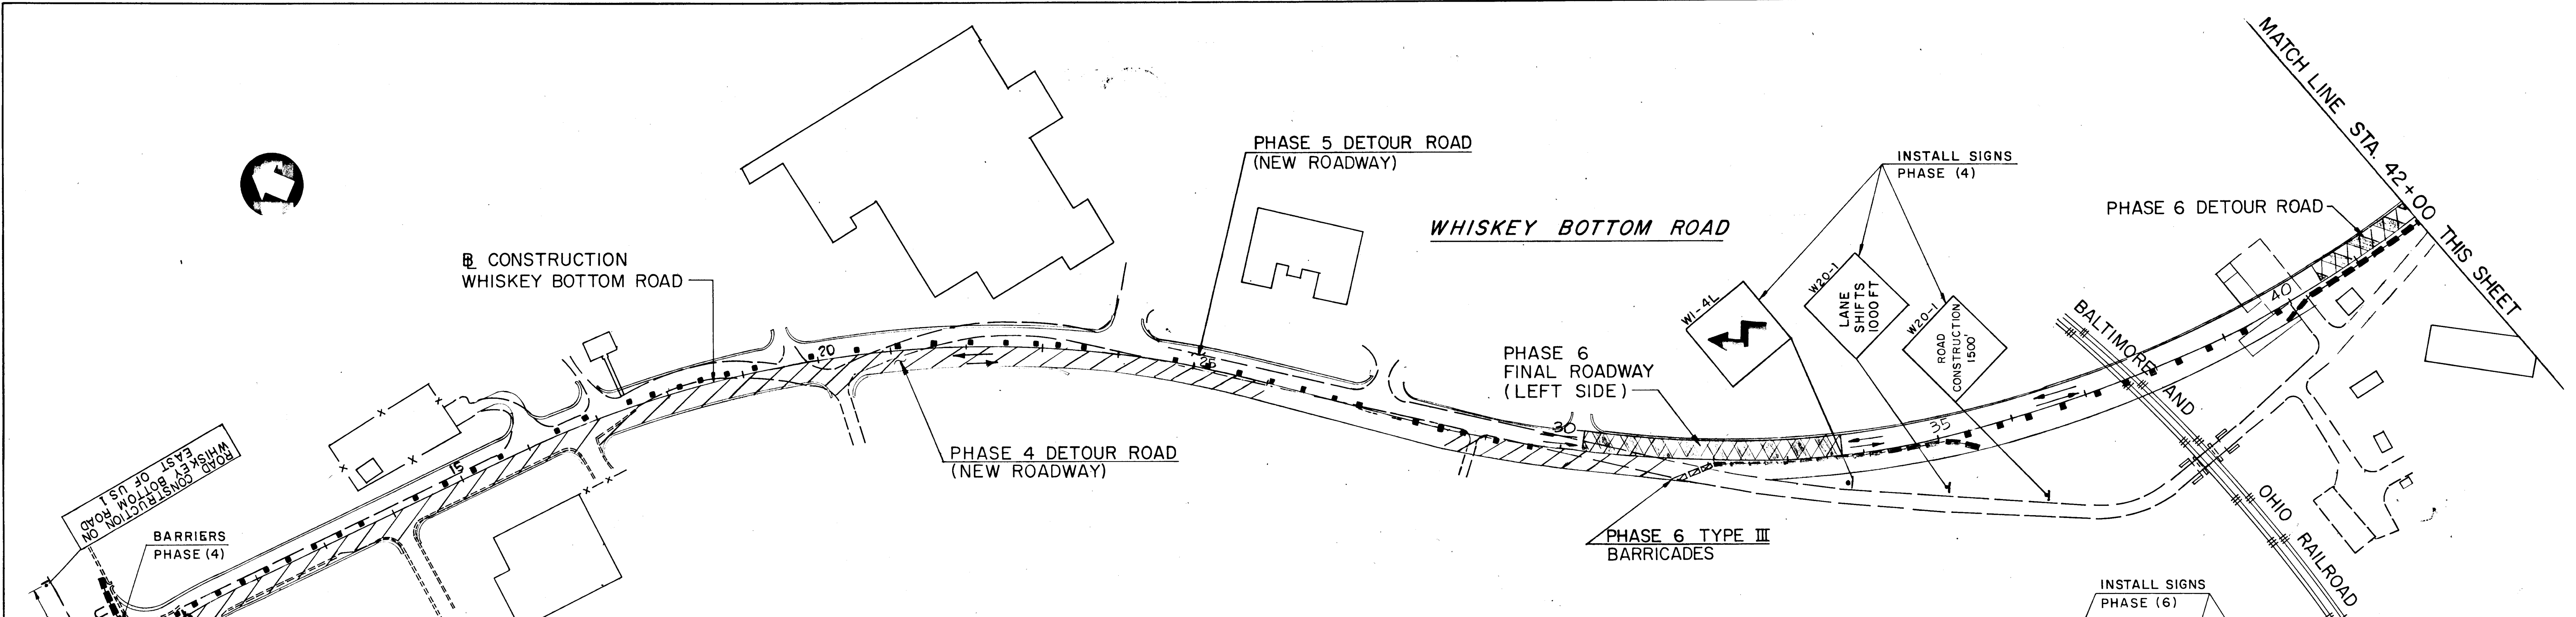 MATCH LINE STA. 42+00 THIS SHEET
PHASE 5 DETOUR ROAD
(NEW ROADWAY)
INSTALL SIGNS
PHASE (4)
WHISKEY BOTTOM ROAD
PHASE 6 DETOUR ROAD
BL CONSTRUCTION
WHISKEY BOTTOM ROAD
W1-4L
W20-1
LANE
SHIFTS
1000 FT
W20-1
ROAD
CONSTRUCTION
1500'
PHASE 6
FINAL ROADWAY
(LEFT SIDE)
BALTIMORE AND OHIO RAILROAD
15
20
25
30
35
40
PHASE 4 DETOUR ROAD
(NEW ROADWAY)
ROAD CONSTRUCTION ON
WHISKEY BOTTOM ROAD
EAST OF U.S. 1
BARRIERS
PHASE (4)
PHASE 6 TYPE III
BARRICADES
INSTALL SIGNS
PHASE (6)